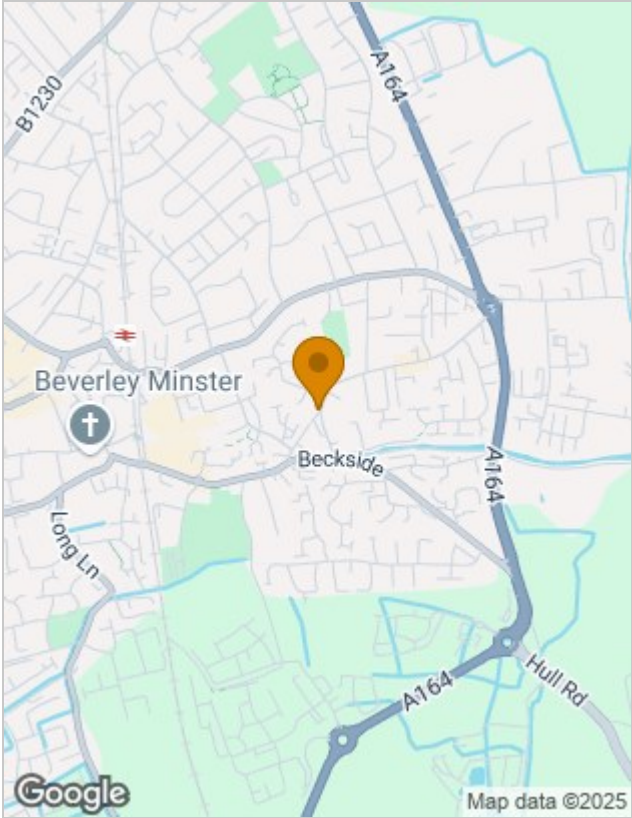 A164
B1230
Beverley Minster
Beckside
A164
Long Ln
A164
Hull Rd
Google
Map data ©2025